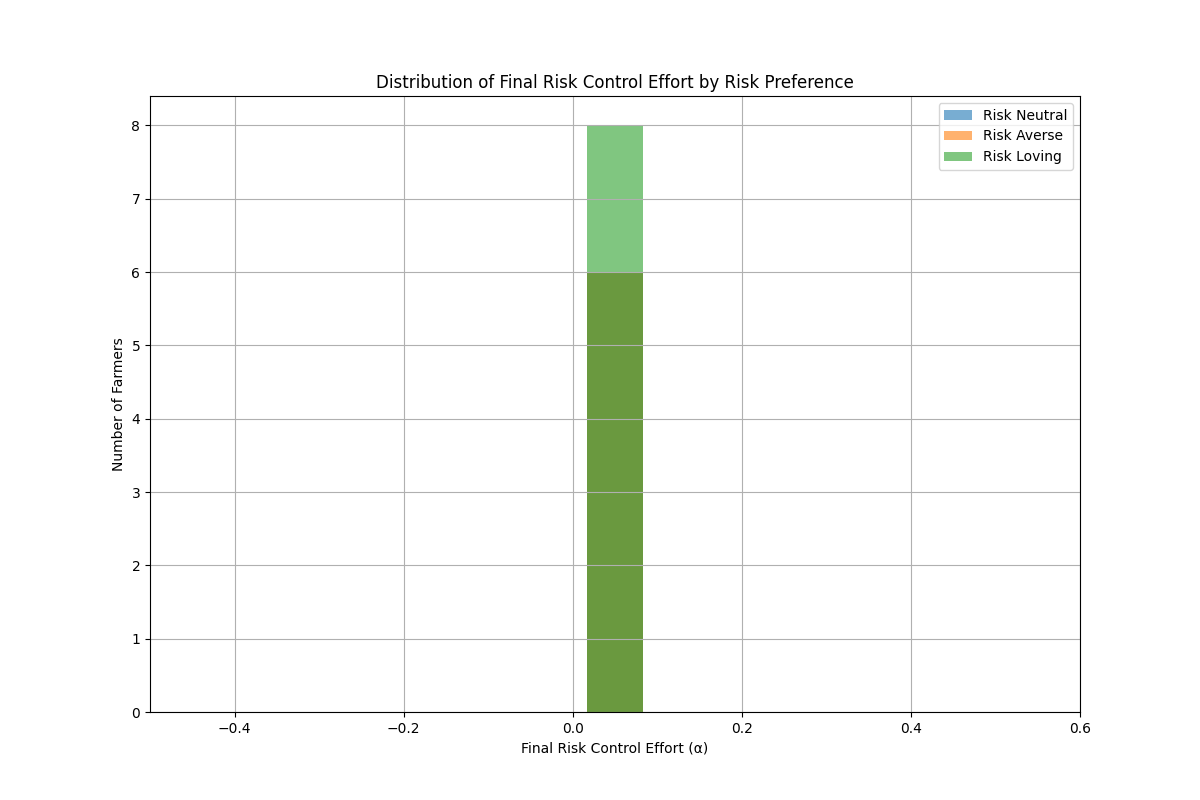 Distribution of Final Risk Control Effort by Risk Preference
Risk Neutral
Risk Averse
Risk Loving
8
7
6
5
4
3
2
1
0
Number of Farmers
−0.4
−0.2
0.0
0.2
0.4
0.6
Final Risk Control Effort (α)